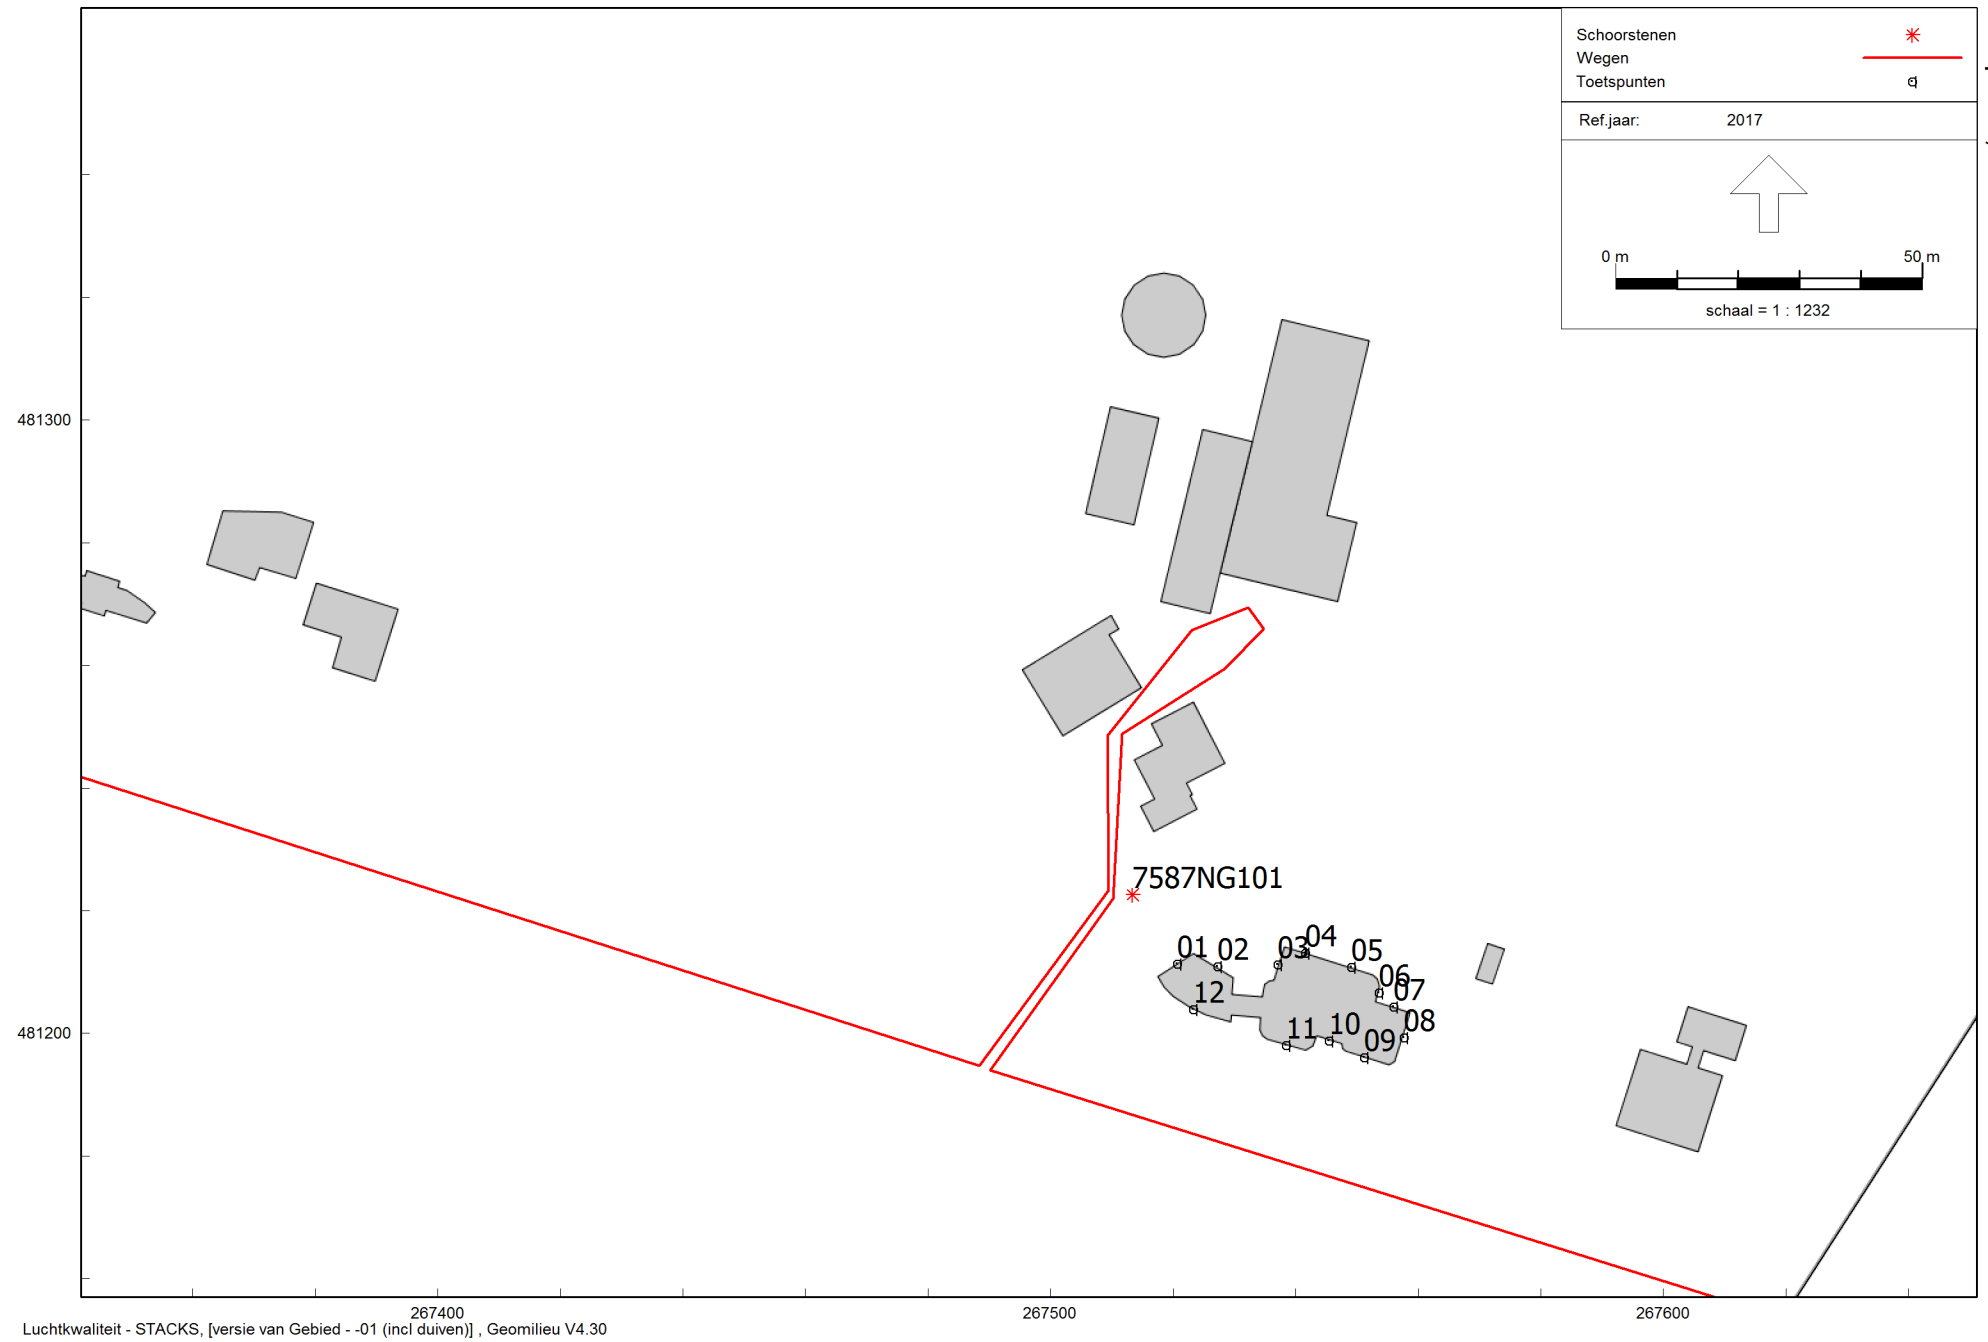 Schoorstenen
Wegen
Toetspunten
Ref.jaar: 2017
0 m 50 m
schaal = 1 : 1232
481300
7587NG101
04
01 02 03 05
06
12 07
481200
11 10 08
09
267400 267500 267600
Luchtkwaliteit - STACKS, [versie van Gebied - -01 (incl duiven)] , Geomilieu V4.30